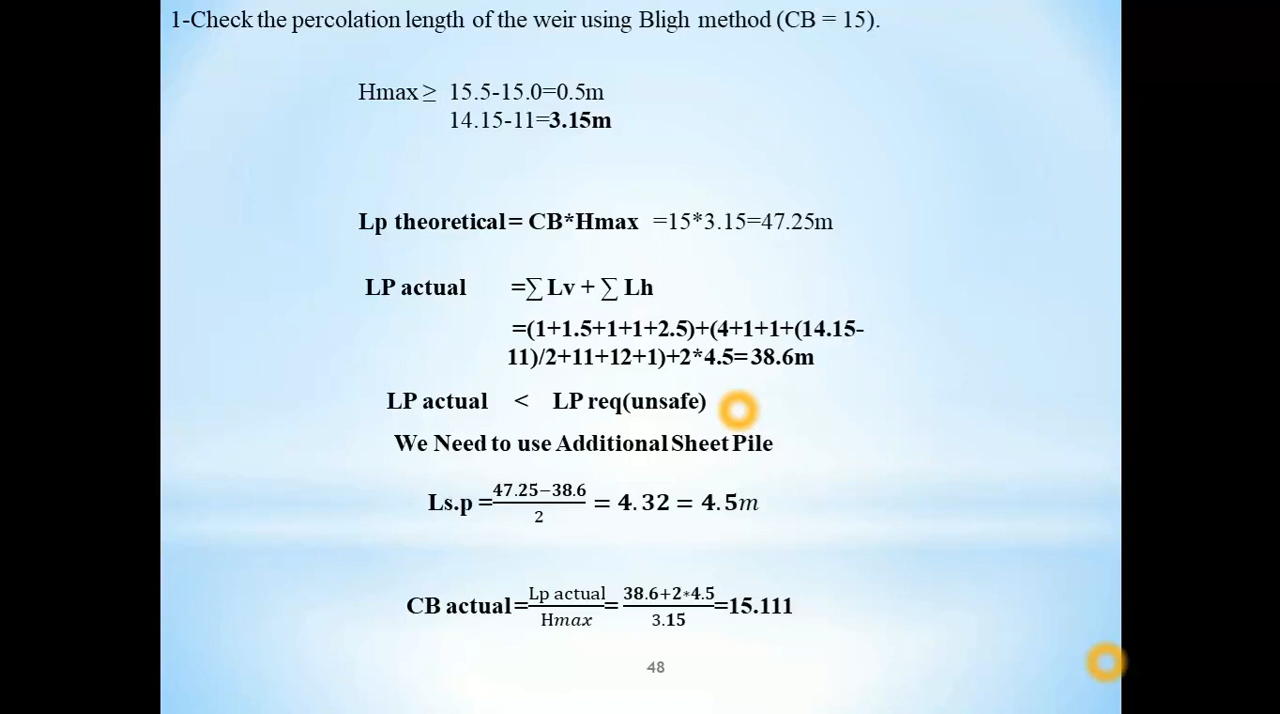 1-Check the percolation length of the weir using Bligh method (CB = 15).
Hmax ≥ 15.5-15.0=0.5m
14.15-11=3.15m
Lp theoretical= CB*Hmax =15*3.15=47.25m
LP actual =∑ Lv + ∑ Lh
=(1+1.5+1+1+2.5)+(4+1+1+(14.15-
11)/2+11+12+1)+2*4.5=38.6m
LP actual < LP req(unsafe)
We Need to use Additional Sheet Pile
Ls.p =(47.25−38.6)/2 = 4.32 = 4.5m
CB actual=Lp actual/Hmax=(38.6+2*4.5)/3.15=15.111
48